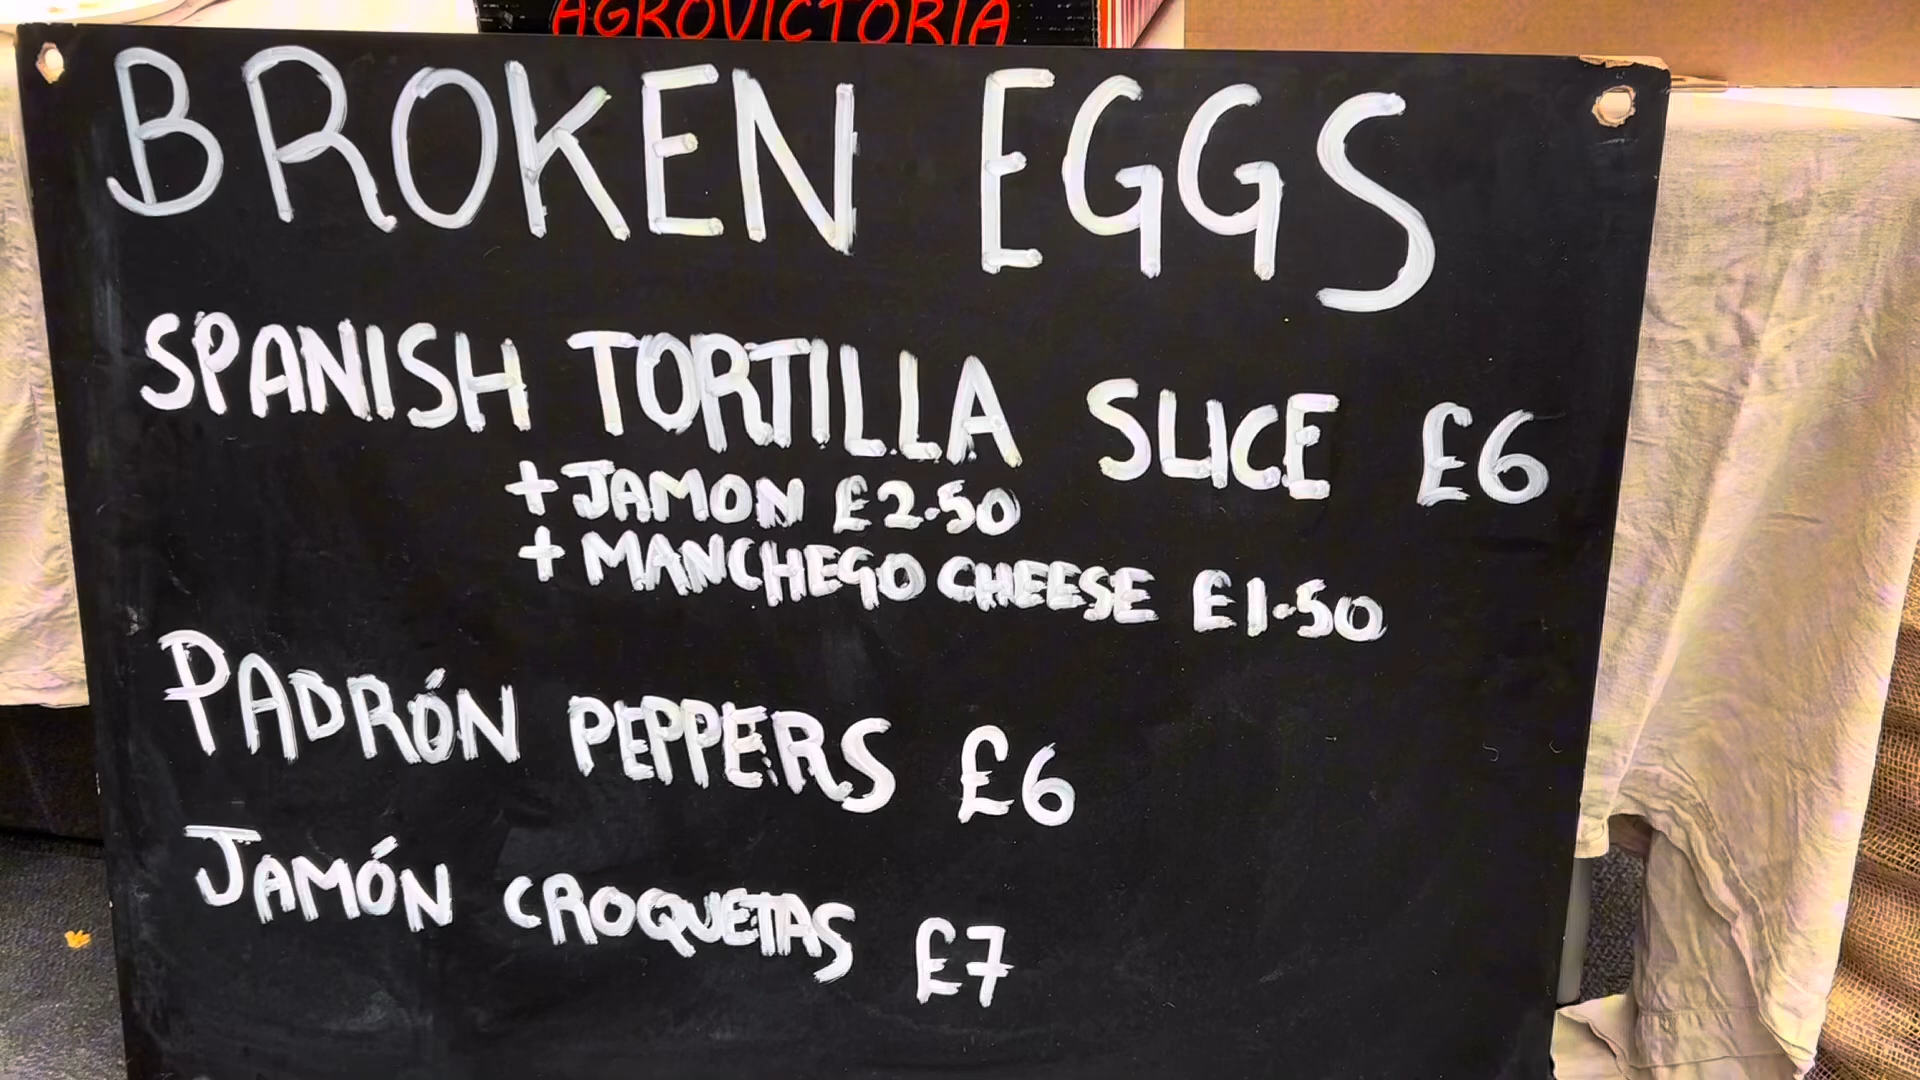 AGROVICTORIA
BROKEN EGGS
SPANISH TORTILLA SLICE £6
+ JAMON £2.50
+ MANCHEGO CHEESE £1.50
PADRÓN PEPPERS £6
JAMÓN CROQUETAS £7